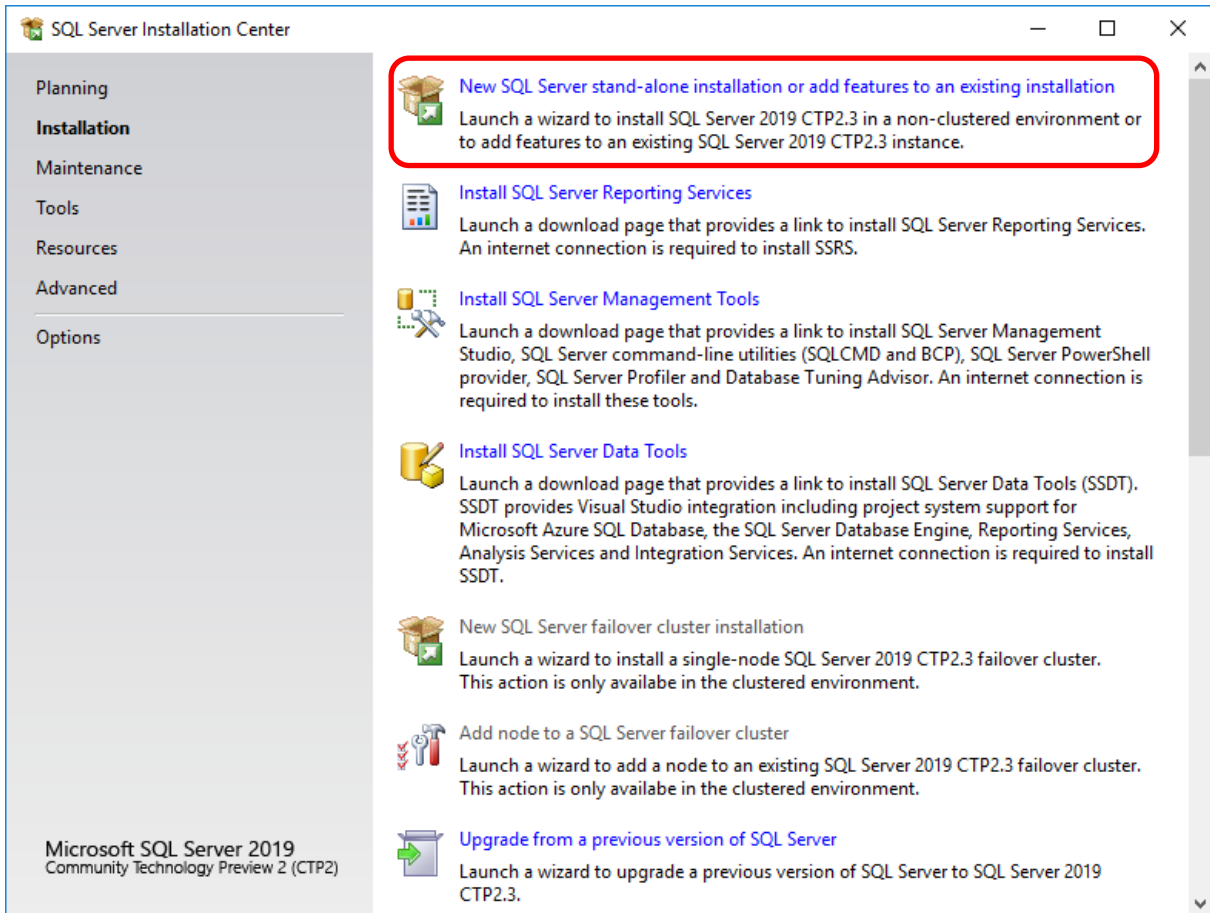 SQL Server Installation Center
Planning
Installation
Maintenance
Tools
Resources
Advanced
Options
Microsoft SQL Server 2019
Community Technology Preview 2 (CTP2)
New SQL Server stand-alone installation or add features to an existing installation
Launch a wizard to install SQL Server 2019 CTP2.3 in a non-clustered environment or
to add features to an existing SQL Server 2019 CTP2.3 instance.
Install SQL Server Reporting Services
Launch a download page that provides a link to install SQL Server Reporting Services.
An internet connection is required to install SSRS.
Install SQL Server Management Tools
Launch a download page that provides a link to install SQL Server Management
Studio, SQL Server command-line utilities (SQLCMD and BCP), SQL Server PowerShell
provider, SQL Server Profiler and Database Tuning Advisor. An internet connection is
required to install these tools.
Install SQL Server Data Tools
Launch a download page that provides a link to install SQL Server Data Tools (SSDT).
SSDT provides Visual Studio integration including project system support for
Microsoft Azure SQL Database, the SQL Server Database Engine, Reporting Services,
Analysis Services and Integration Services. An internet connection is required to install
SSDT.
New SQL Server failover cluster installation
Launch a wizard to install a single-node SQL Server 2019 CTP2.3 failover cluster.
This action is only availabe in the clustered environment.
Add node to a SQL Server failover cluster
Launch a wizard to add a node to an existing SQL Server 2019 CTP2.3 failover cluster.
This action is only availabe in the clustered environment.
Upgrade from a previous version of SQL Server
Launch a wizard to upgrade a previous version of SQL Server to SQL Server 2019
CTP2.3.